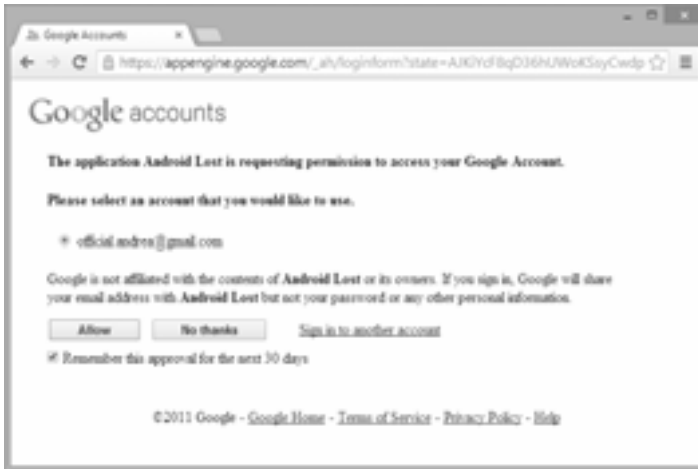 Google Accounts
https://appengine.google.com/_ah/loginform?state=
Google accounts
The application Android Lost is requesting permission to access your Google Account.
Please select an account that you would like to use.
official.andrea@gmail.com
Google is not affiliated with the contents of Android Lost or its owners. If you sign in, Google will share
your email address with Android Lost but not your password or any other personal information.
Allow No thanks Sign in to another account
Remember this approval for the next 30 days
©2011 Google - Google Home - Terms of Service - Privacy Policy - Help